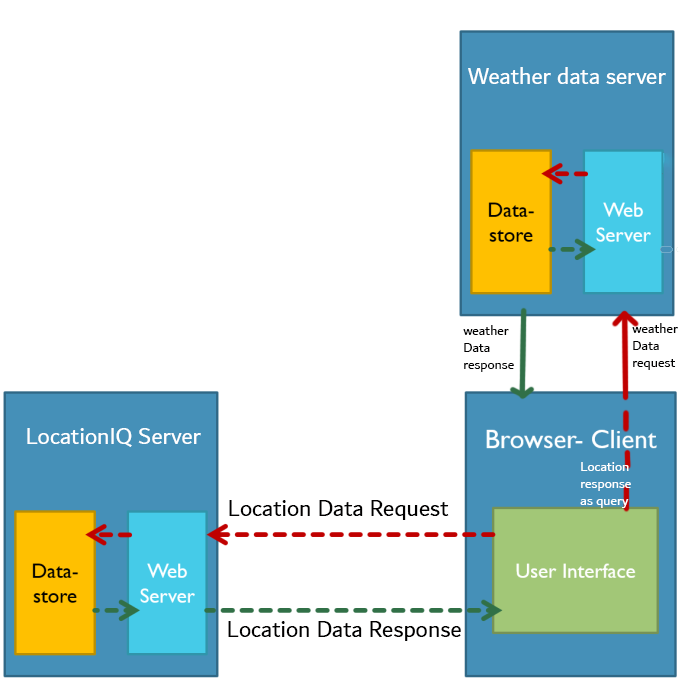 Weather data server
Data-
store
Web
Server
weather
Data
response
weather
Data
request
LocationIQ Server
Data-
store
Web
Server
Location Data Request
Location Data Response
Browser- Client
Location
response
as query
User Interface